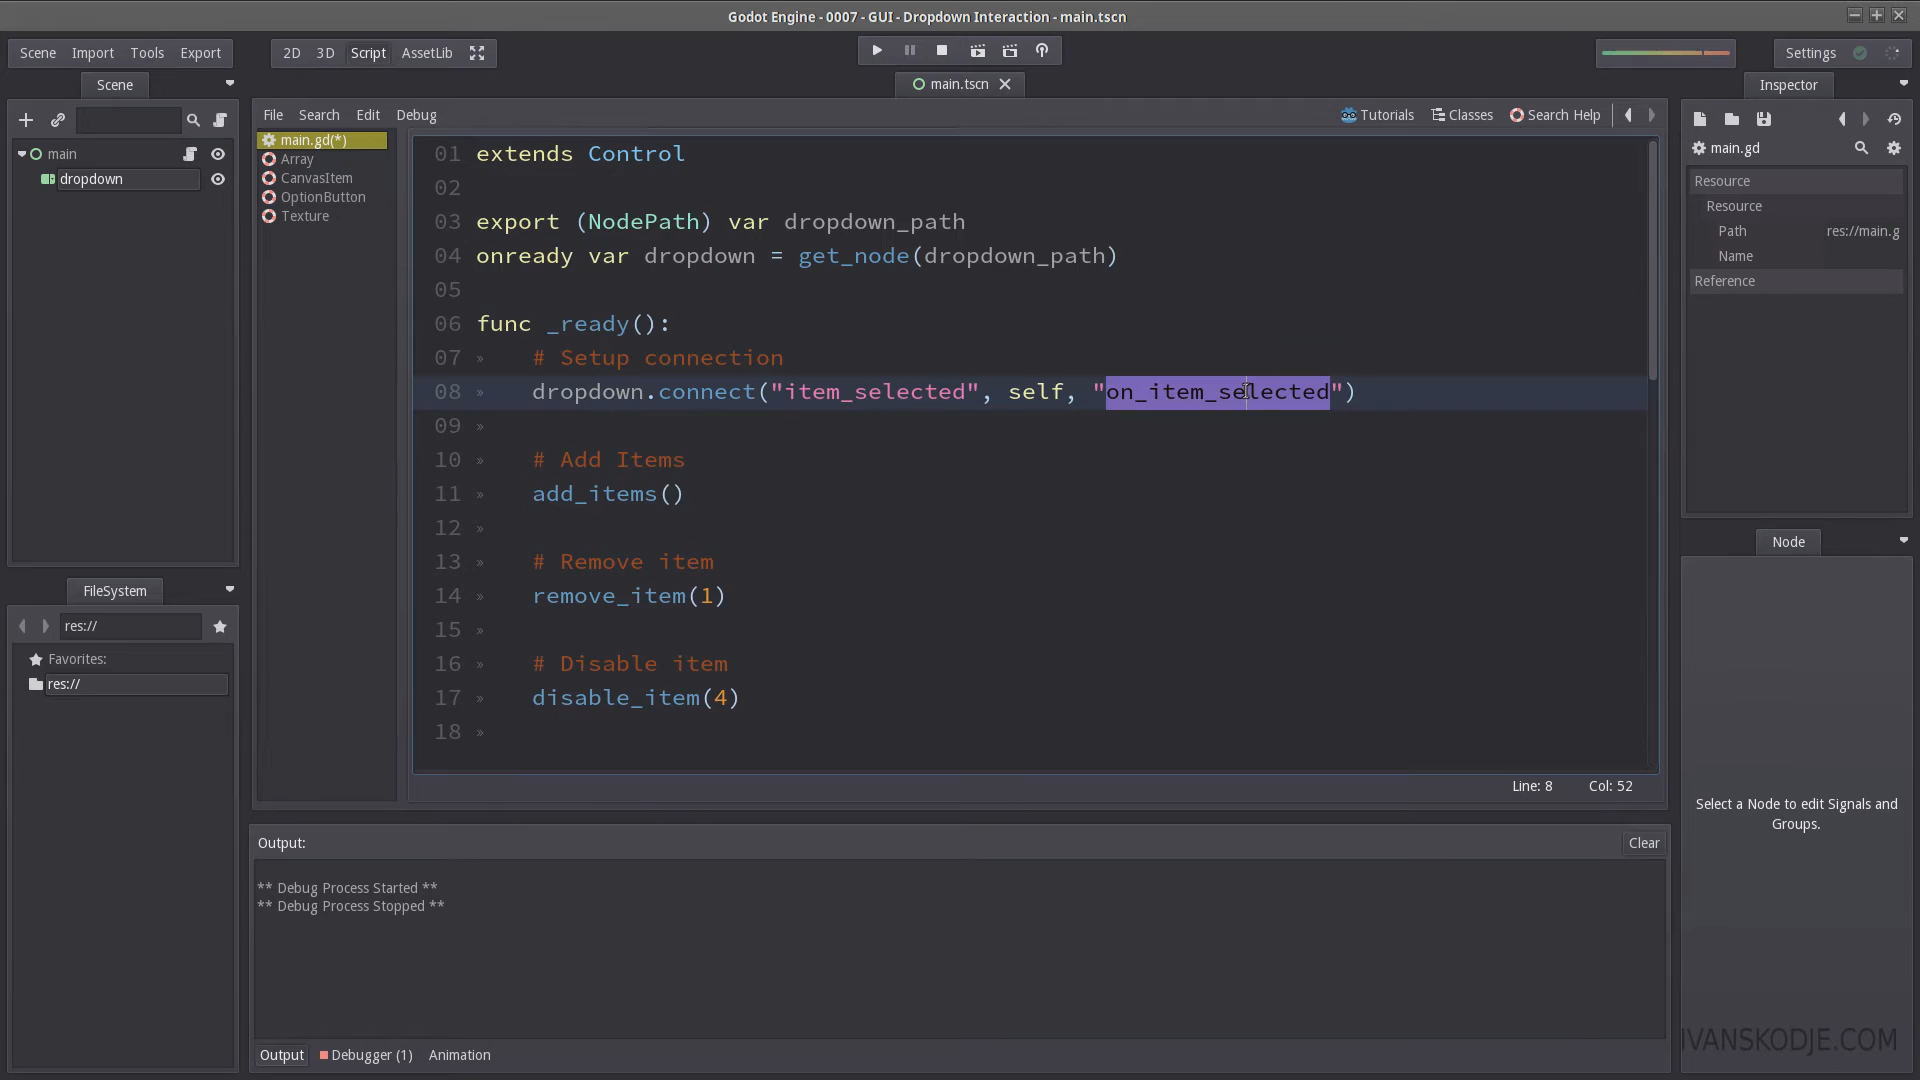 Godot Engine - 0007 - GUI - Dropdown Interaction - main.tscn
Scene Import Tools Export
2D 3D Script AssetLib
Settings
Scene
main.tscn
Inspector
File Search Edit Debug
Tutorials Classes Search Help
main
dropdown
main.gd(*)
Array
CanvasItem
OptionButton
Texture
01 extends Control
02
03 export (NodePath) var dropdown_path
04 onready var dropdown = get_node(dropdown_path)
05
06 func _ready():
07 » # Setup connection
08 » dropdown.connect("item_selected", self, "on_item_selected")
09 »
10 » # Add Items
11 » add_items()
12 »
13 » # Remove item
14 » remove_item(1)
15 »
16 » # Disable item
17 » disable_item(4)
18 »
Line: 8 Col: 52
main.gd
Resource
Resource
Path res://main.g
Name
Reference
FileSystem
res://
Favorites:
res://
Node
Select a Node to edit Signals and
Groups.
Output:
Clear
** Debug Process Started **
** Debug Process Stopped **
Output Debugger (1) Animation
IVANSKODJE.COM